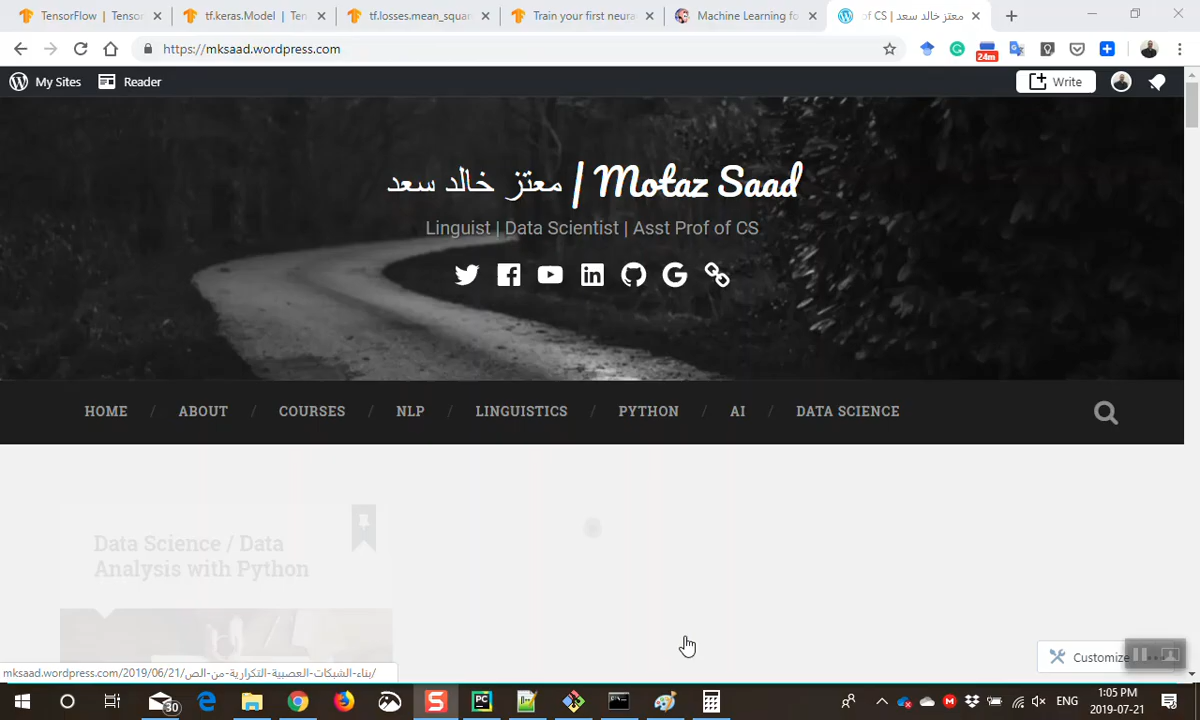 TensorFlow | Tensor
tf.keras.Model | Ten
tf.losses.mean_squar
Train your first neura
Machine Learning fo
of CS | معتز خالد سعد
https://mksaad.wordpress.com
24m
My Sites
Reader
Write
معتز خالد سعد | Motaz Saad
Linguist | Data Scientist | Asst Prof of CS
HOME / ABOUT / COURSES / NLP / LINGUISTICS / PYTHON / AI / DATA SCIENCE
Data Science / Data
Analysis with Python
Customize
mksaad.wordpress.com/2019/06/21/بناء-الشبكات-العصبية-التكرارية-من-الص/
30
ENG
1:05 PM
2019-07-21